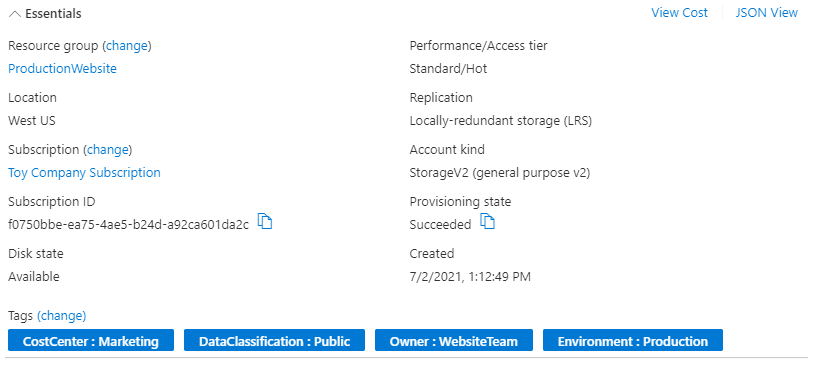 Essentials
View Cost JSON View
Resource group (change)
ProductionWebsite
Location
West US
Subscription (change)
Toy Company Subscription
Subscription ID
f0750bbe-ea75-4ae5-b24d-a92ca601da2c
Disk state
Available
Performance/Access tier
Standard/Hot
Replication
Locally-redundant storage (LRS)
Account kind
StorageV2 (general purpose v2)
Provisioning state
Succeeded
Created
7/2/2021, 1:12:49 PM
Tags (change)
CostCenter : Marketing DataClassification : Public Owner : WebsiteTeam Environment : Production